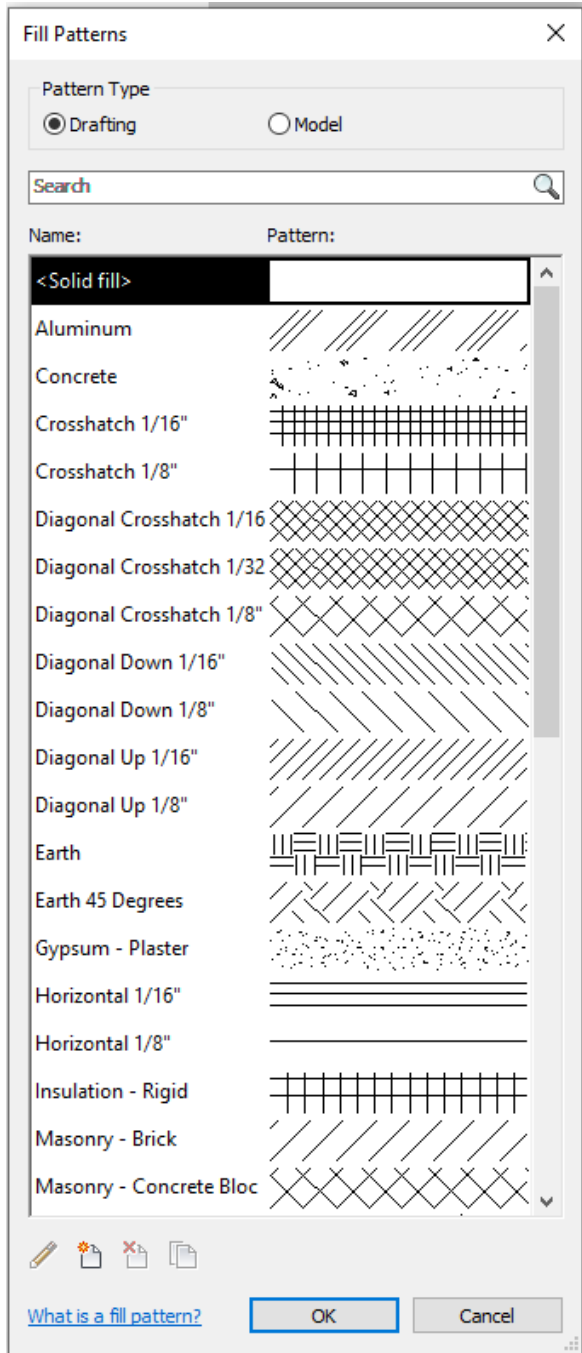 Fill Patterns
Pattern Type
Drafting Model
Search
Name: Pattern:
<Solid fill>
Aluminum
Concrete
Crosshatch 1/16"
Crosshatch 1/8"
Diagonal Crosshatch 1/16
Diagonal Crosshatch 1/32
Diagonal Crosshatch 1/8"
Diagonal Down 1/16"
Diagonal Down 1/8"
Diagonal Up 1/16"
Diagonal Up 1/8"
Earth
Earth 45 Degrees
Gypsum - Plaster
Horizontal 1/16"
Horizontal 1/8"
Insulation - Rigid
Masonry - Brick
Masonry - Concrete Bloc
What is a fill pattern? OK Cancel